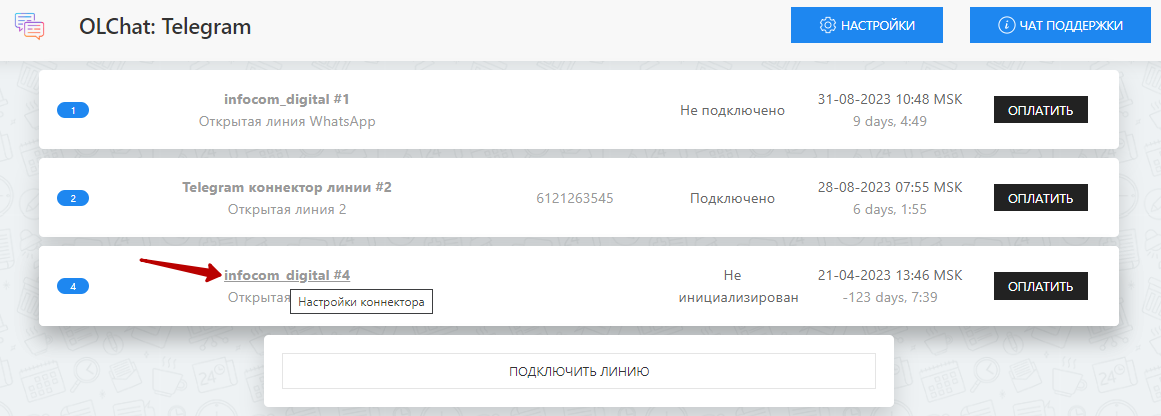 OLChat: Telegram
НАСТРОЙКИ
ЧАТ ПОДДЕРЖКИ
1
infocom_digital #1
Открытая линия WhatsApp
Не подключено
31-08-2023 10:48 MSK
9 days, 4:49
ОПЛАТИТЬ
2
Telegram коннектор линии #2
Открытая линия 2
6121263545
Подключено
28-08-2023 07:55 MSK
6 days, 1:55
ОПЛАТИТЬ
4
infocom_digital #4
Открытая
Настройки коннектора
Не
инициализирован
21-04-2023 13:46 MSK
-123 days, 7:39
ОПЛАТИТЬ
ПОДКЛЮЧИТЬ ЛИНИЮ